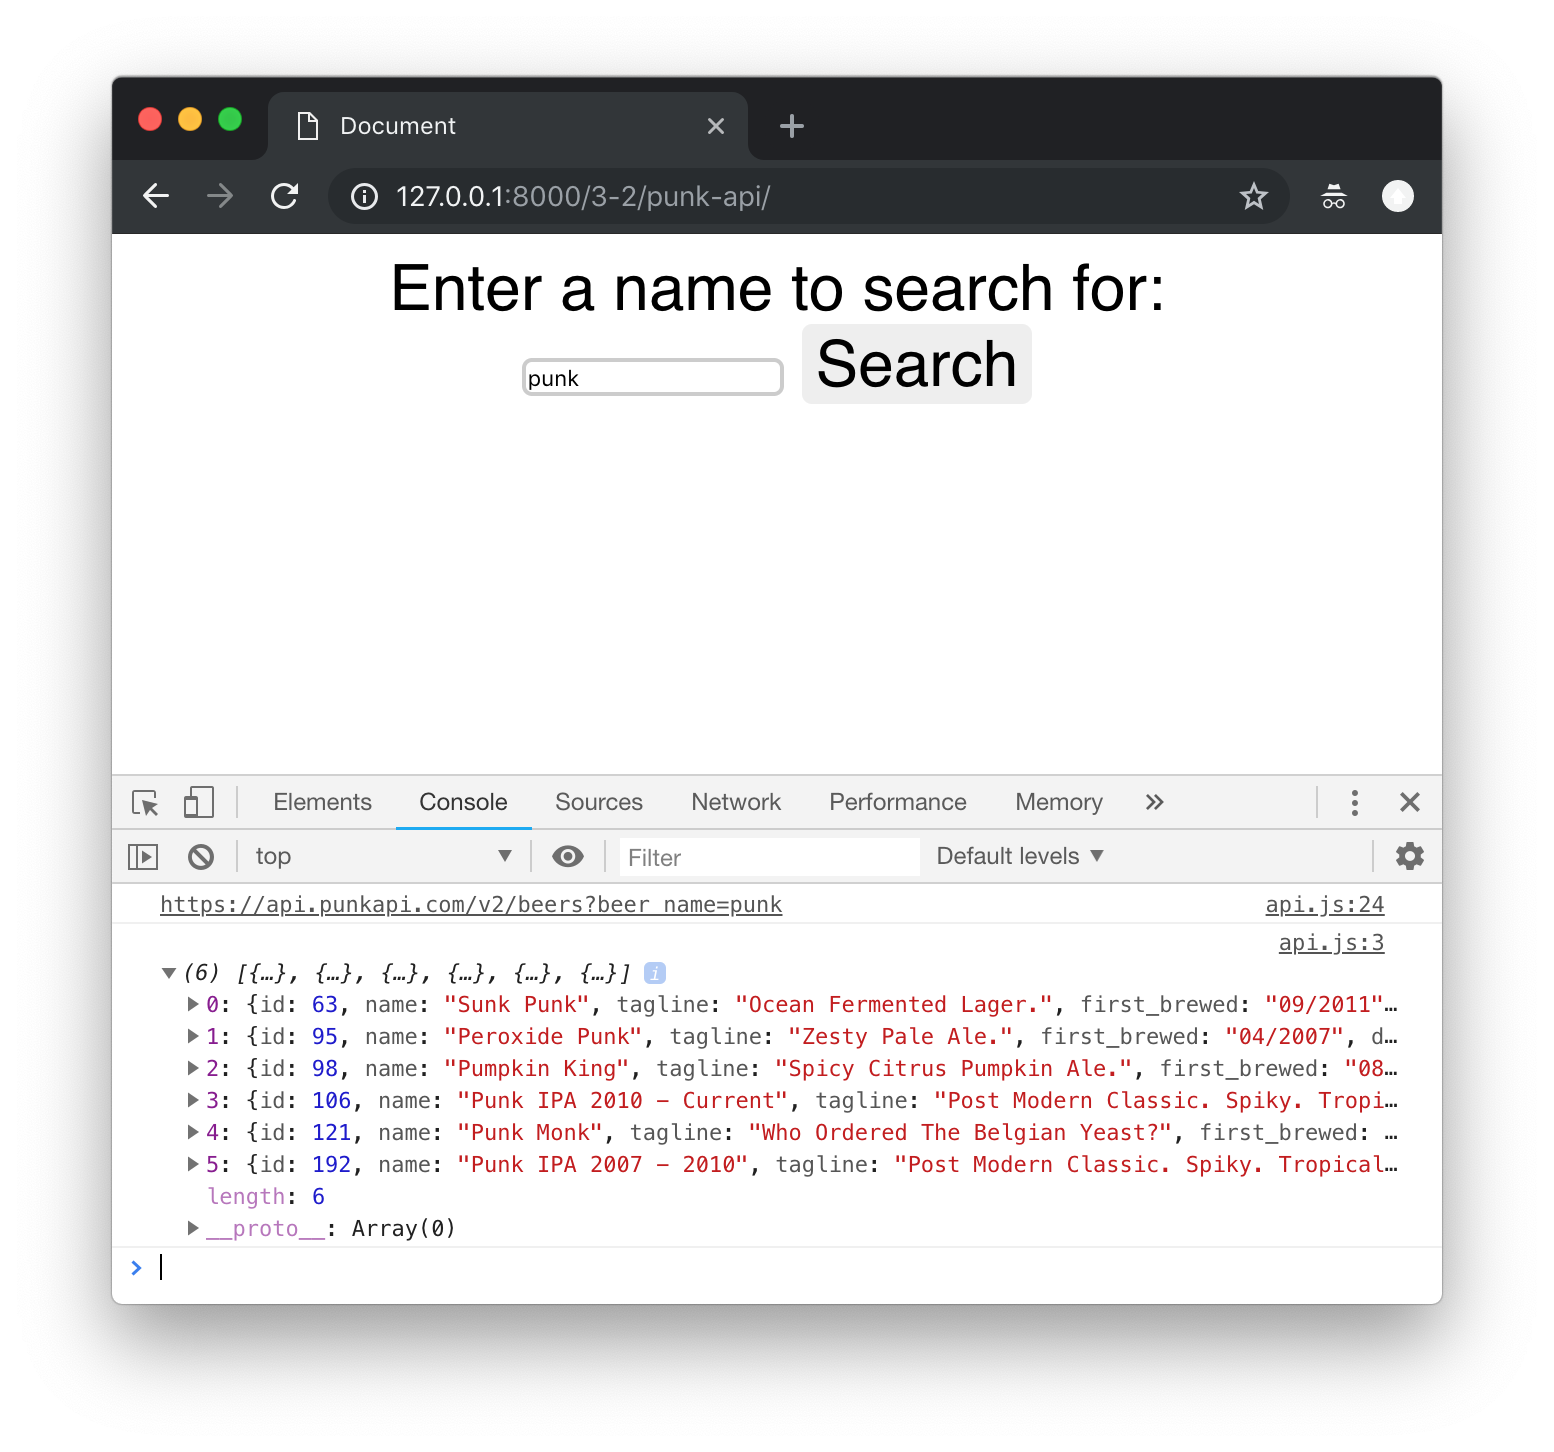 Document
127.0.0.1:8000/3-2/punk-api/
Enter a name to search for:
punk Search
Elements Console Sources Network Performance Memory
top Filter Default levels
https://api.punkapi.com/v2/beers?beer_name=punk api.js:24
api.js:3
(6) [{…}, {…}, {…}, {…}, {…}, {…}] i
0: {id: 63, name: "Sunk Punk", tagline: "Ocean Fermented Lager.", first_brewed: "09/2011"…
1: {id: 95, name: "Peroxide Punk", tagline: "Zesty Pale Ale.", first_brewed: "04/2007", d…
2: {id: 98, name: "Pumpkin King", tagline: "Spicy Citrus Pumpkin Ale.", first_brewed: "08…
3: {id: 106, name: "Punk IPA 2010 - Current", tagline: "Post Modern Classic. Spiky. Tropi…
4: {id: 121, name: "Punk Monk", tagline: "Who Ordered The Belgian Yeast?", first_brewed: …
5: {id: 192, name: "Punk IPA 2007 - 2010", tagline: "Post Modern Classic. Spiky. Tropical…
length: 6
__proto__: Array(0)